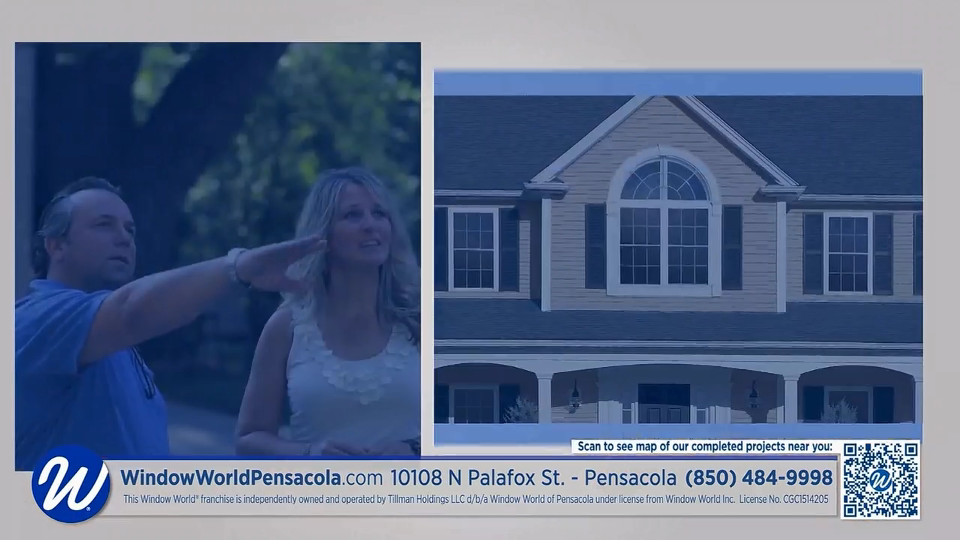 Scan to see map of our completed projects near you:
W
WindowWorldPensacola.com 10108 N Palafox St. - Pensacola (850) 484-9998
This Window World® franchise is independently owned and operated by Tillman Holdings LLC d/b/a Window World of Pensacola under license from Window World Inc. License No. CGC1514205